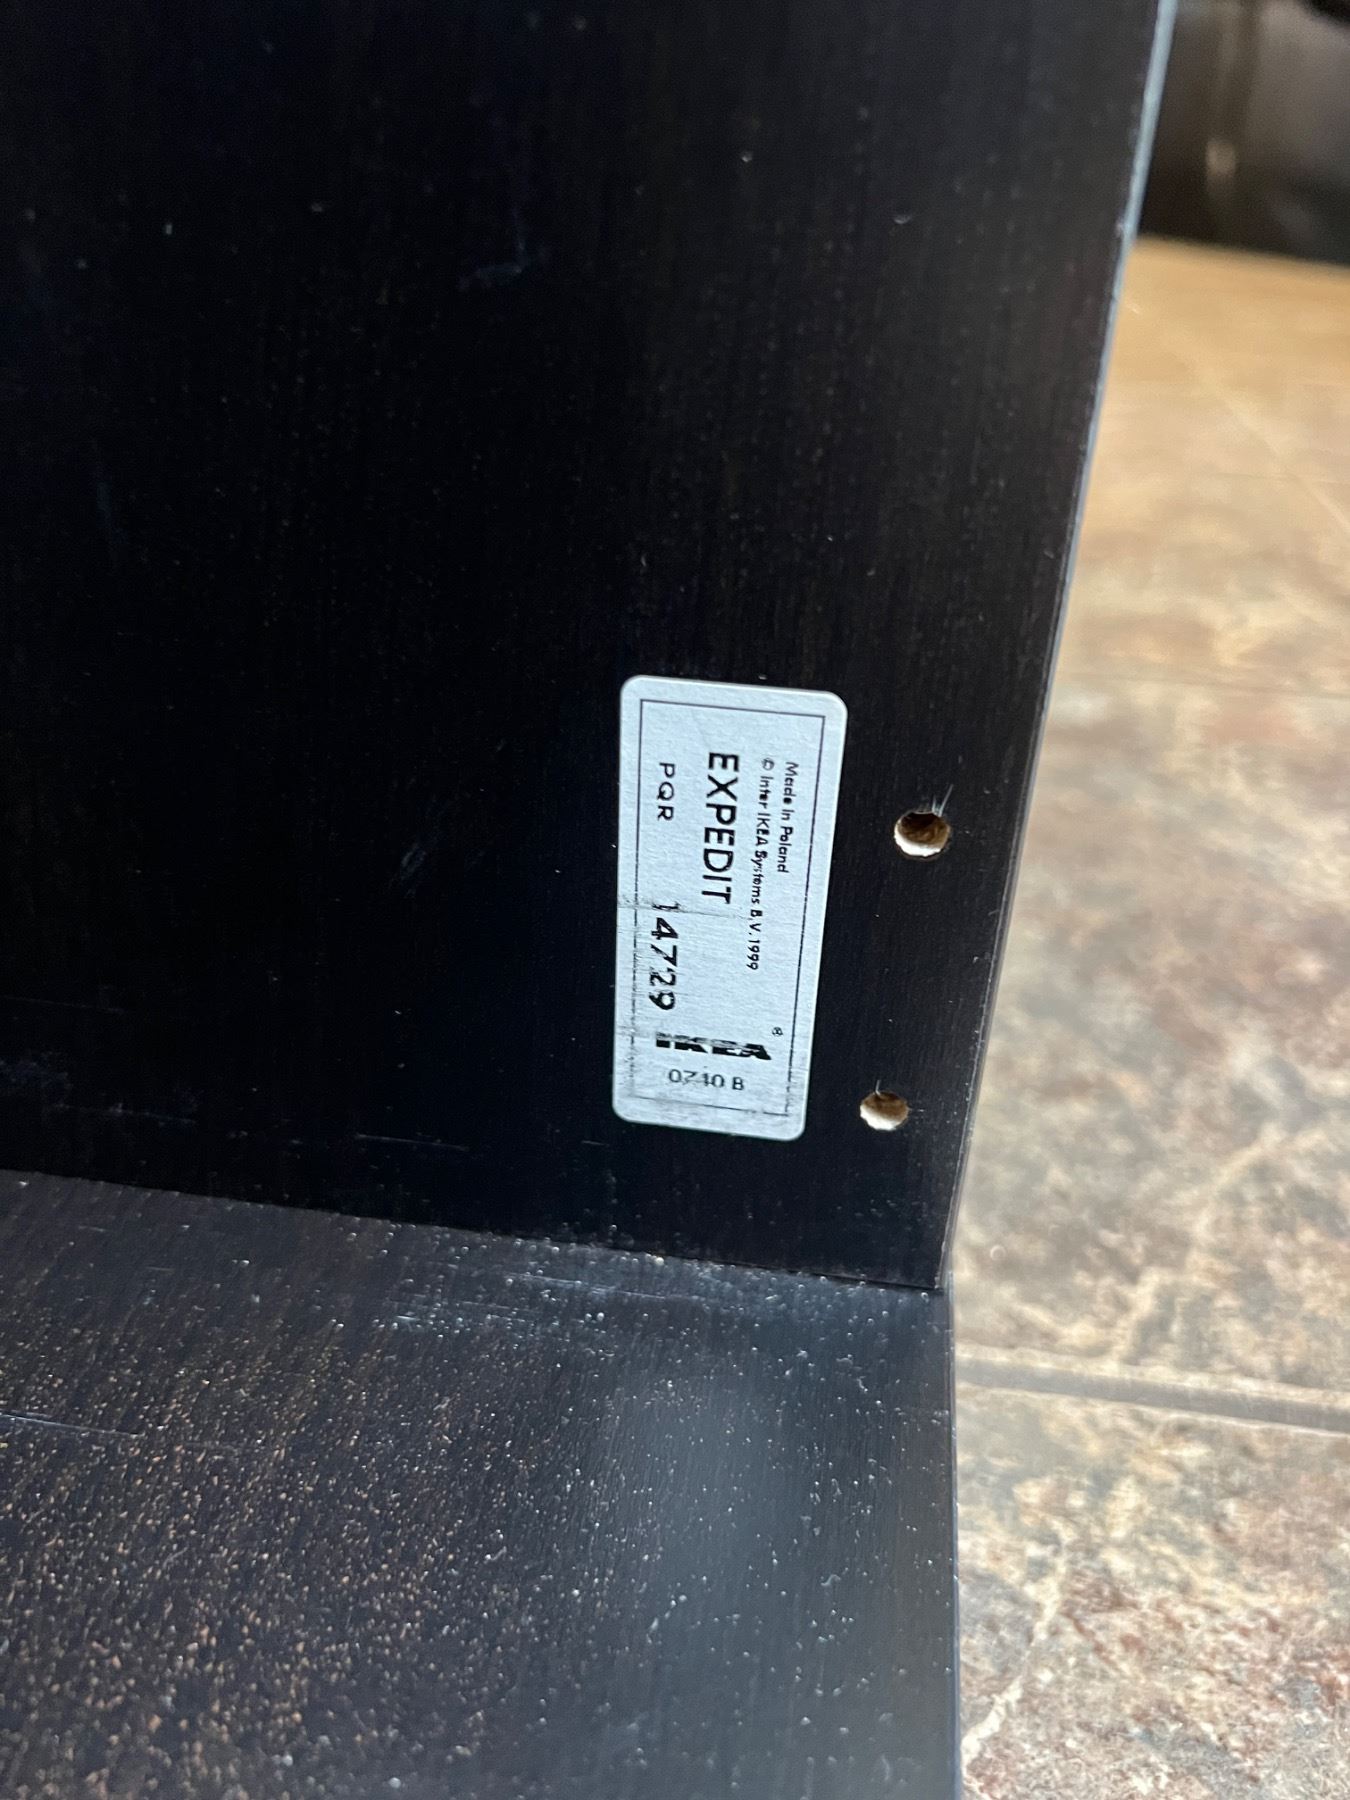 Made in Poland
© Inter IKEA Systems B.V. 1999
EXPEDIT
PQR 14729
®
IKEA
0740 B